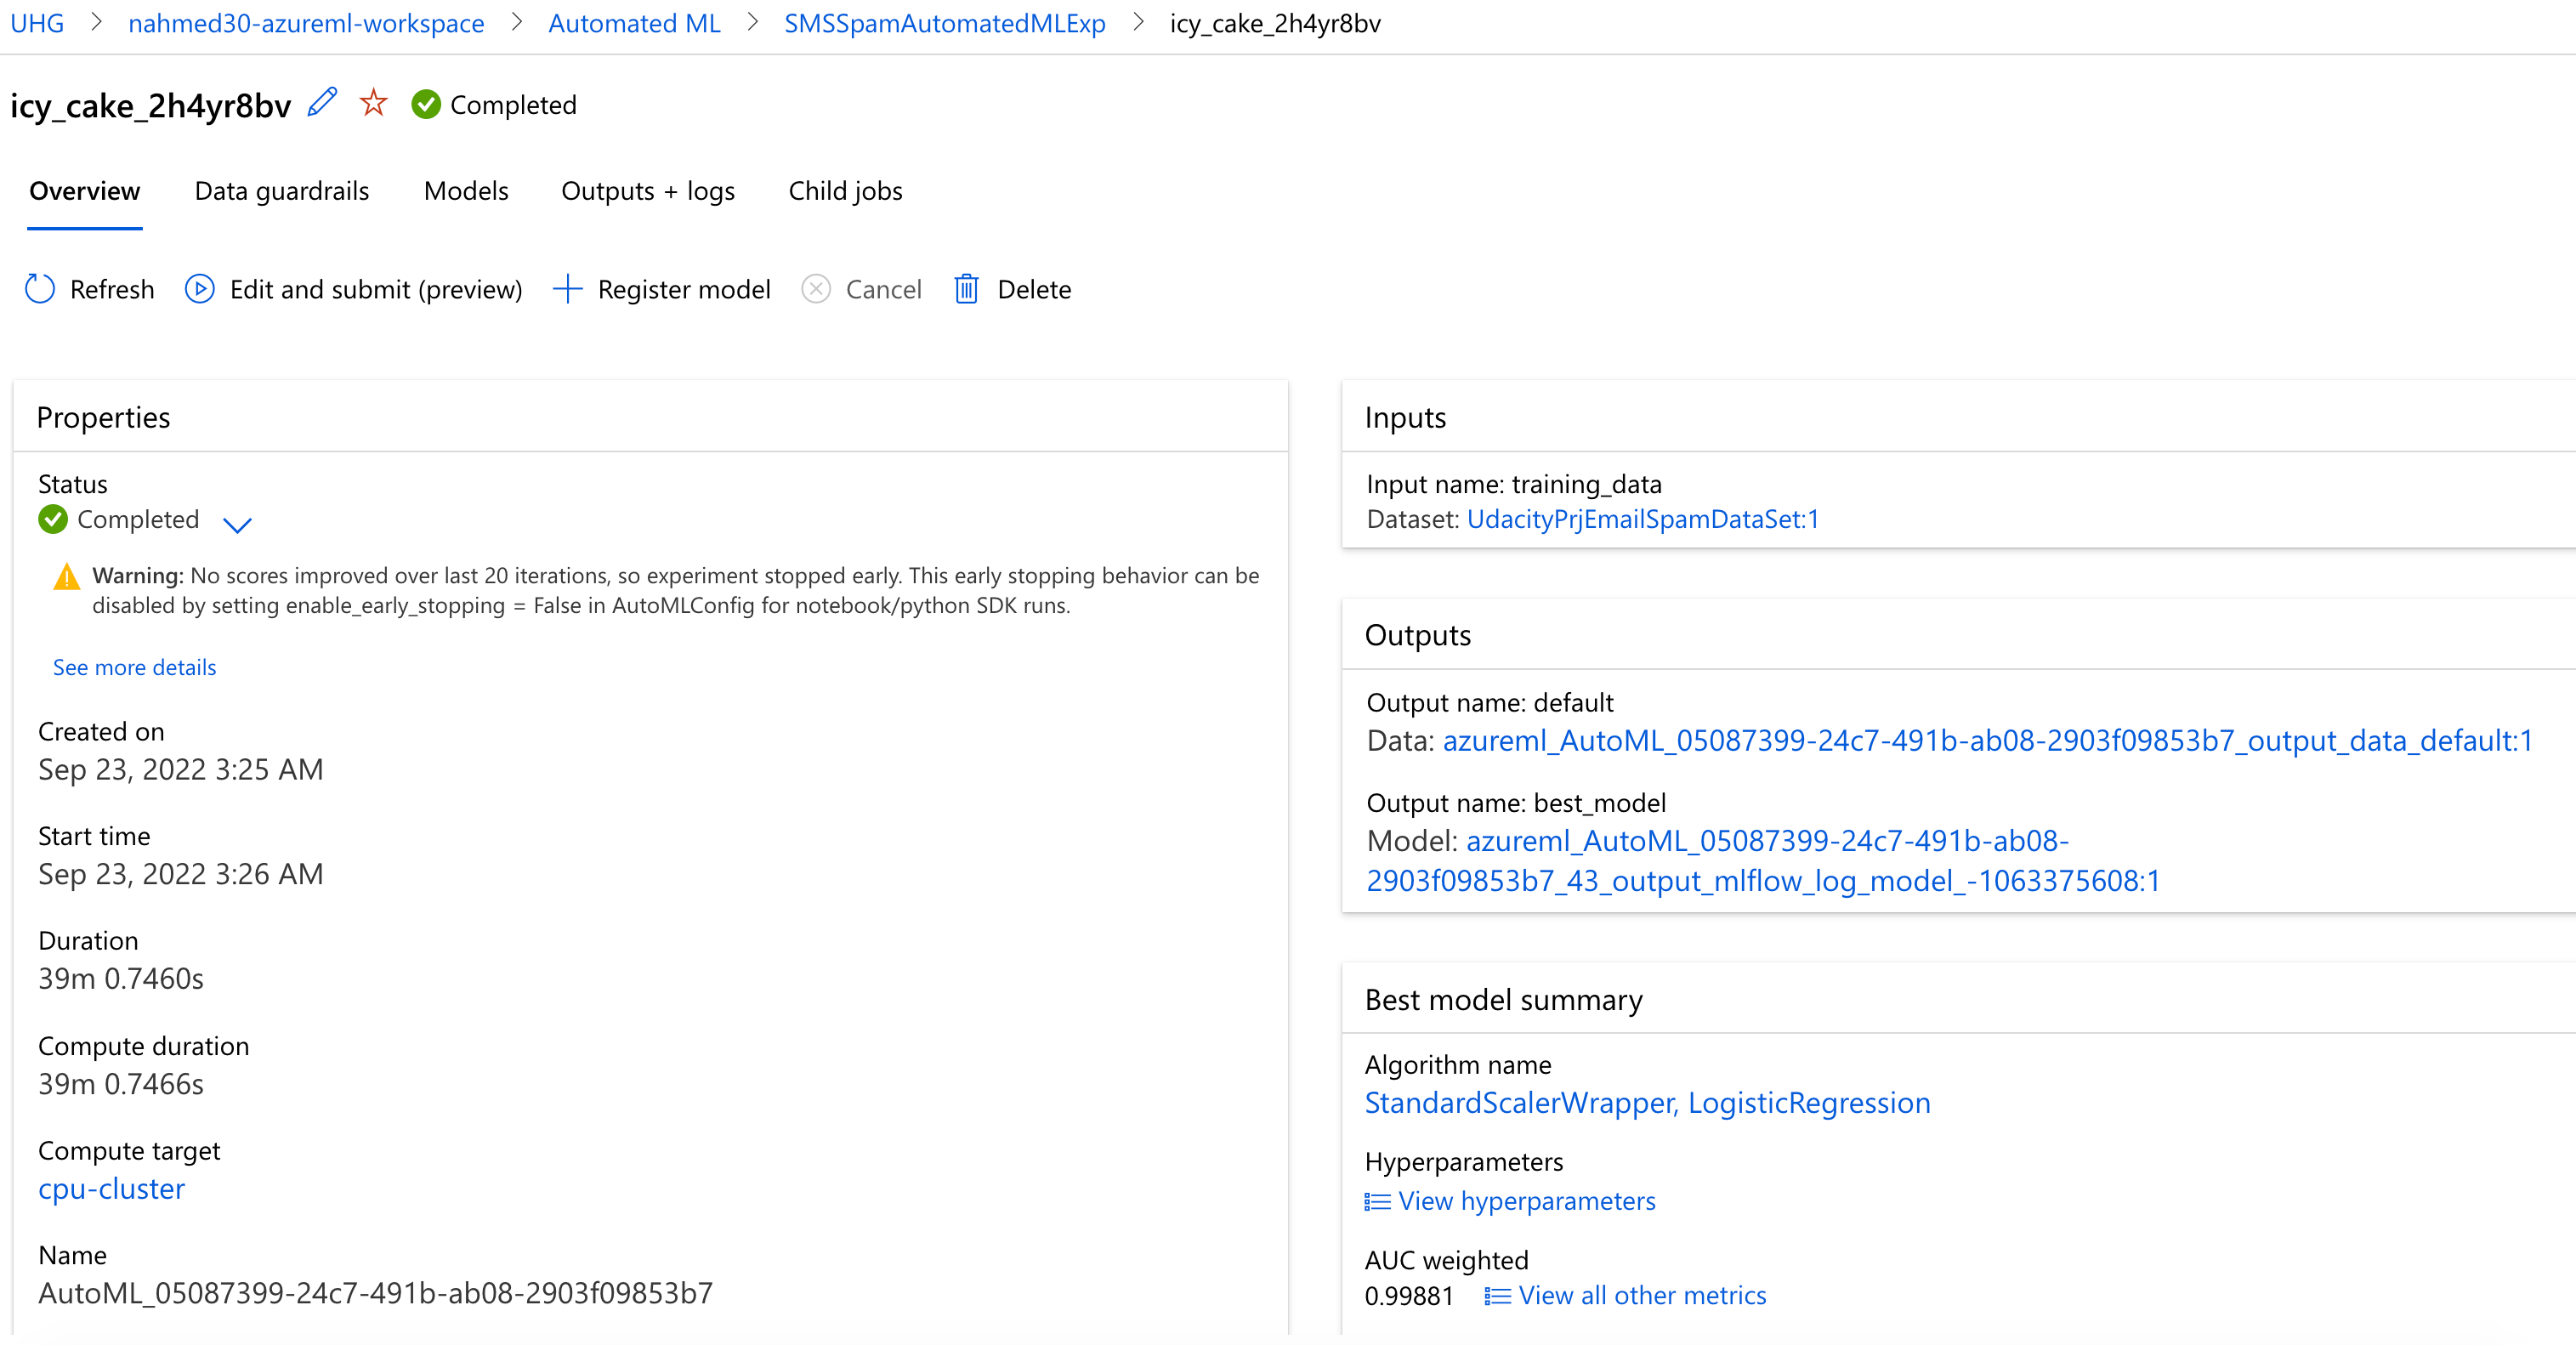 UHG > nahmed30-azureml-workspace > Automated ML > SMSSpamAutomatedMLExp > icy_cake_2h4yr8bv
icy_cake_2h4yr8bv Completed
Overview Data guardrails Models Outputs + logs Child jobs
Refresh Edit and submit (preview) Register model Cancel Delete
Properties
Status
Completed
Warning: No scores improved over last 20 iterations, so experiment stopped early. This early stopping behavior can be
disabled by setting enable_early_stopping = False in AutoMLConfig for notebook/python SDK runs.
See more details
Created on
Sep 23, 2022 3:25 AM
Start time
Sep 23, 2022 3:26 AM
Duration
39m 0.7460s
Compute duration
39m 0.7466s
Compute target
cpu-cluster
Name
AutoML_05087399-24c7-491b-ab08-2903f09853b7
Inputs
Input name: training_data
Dataset: UdacityPrjEmailSpamDataSet:1
Outputs
Output name: default
Data: azureml_AutoML_05087399-24c7-491b-ab08-2903f09853b7_output_data_default:1
Output name: best_model
Model: azureml_AutoML_05087399-24c7-491b-ab08-
2903f09853b7_43_output_mlflow_log_model_-1063375608:1
Best model summary
Algorithm name
StandardScalerWrapper, LogisticRegression
Hyperparameters
View hyperparameters
AUC weighted
0.99881 View all other metrics